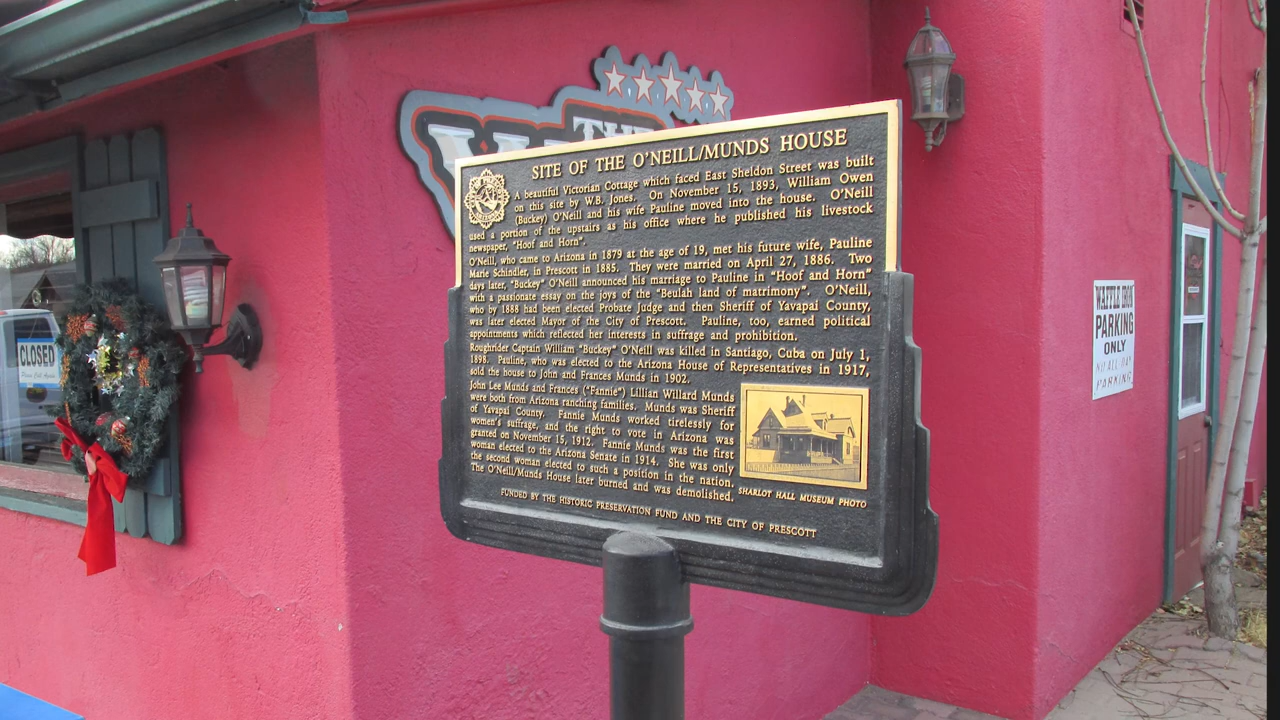 THE
SITE OF THE O'NEILL/MUNDS HOUSE
A beautiful Victorian Cottage which faced East Sheldon Street was built
on this site by W.B. Jones. On November 15, 1893, William Owen
(Buckey) O'Neill and his wife Pauline moved into the house. O'Neill
used a portion of the upstairs as his office where he published his livestock
newspaper, "Hoof and Horn".
O'Neill, who came to Arizona in 1879 at the age of 19, met his future wife, Pauline
Marie Schindler, in Prescott in 1885. They were married on April 27, 1886. Two
days later, "Buckey" O'Neill announced his marriage to Pauline in "Hoof and Horn"
with a passionate essay on the joys of the "Beulah land of matrimony". O'Neill,
who by 1888 had been elected Probate Judge and then Sheriff of Yavapai County,
was later elected Mayor of the City of Prescott. Pauline, too, earned political
appointments which reflected her interests in suffrage and prohibition.
Roughrider Captain William "Buckey" O'Neill was killed in Santiago, Cuba on July 1,
1898. Pauline, who was elected to the Arizona House of Representatives in 1917,
sold the house to John and Frances Munds in 1902.
John Lee Munds and Frances ("Fannie") Lillian Willard Munds
were both from Arizona ranching families. Munds was Sheriff
of Yavapai County. Fannie Munds worked tirelessly for
women's suffrage, and the right to vote in Arizona was
granted on November 15, 1912. Fannie Munds was the first
woman elected to the Arizona Senate in 1914. She was only
the second woman elected to such a position in the nation.
The O'Neill/Munds House later burned and was demolished.
SHARLOT HALL MUSEUM PHOTO
FUNDED BY THE HISTORIC PRESERVATION FUND AND THE CITY OF PRESCOTT
CLOSED
Please Call Again
WAFFLE IRON
PARKING
ONLY
NO ALL DAY
PARKING